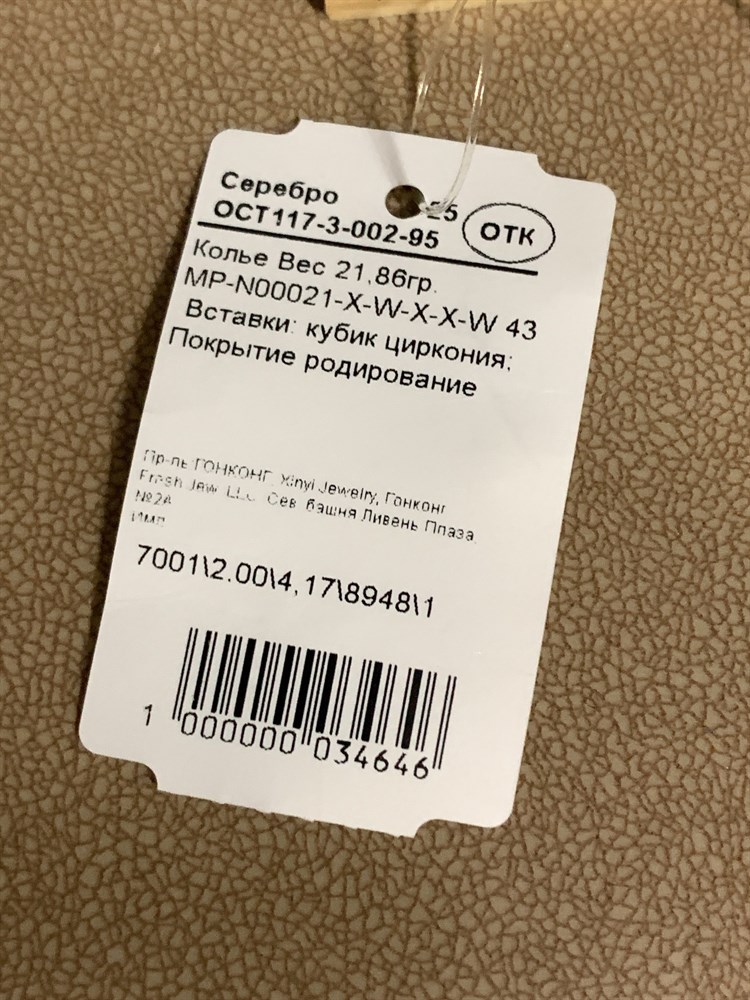 Серебро 25
ОСТ117-3-002-95 ОТК
Колье Вес 21,86гр.
MP-N00021-X-W-X-X-W 43
Вставки: кубик циркония;
Покрытие родирование
Пр-ль ГОНКОНГ, Xinyi Jewelry, Гонконг
Fresh Jew LLC Сев. башня Ливень Плаза
№2А
Имп
7001\2.00\4,17\8948\1
1 000000 034646